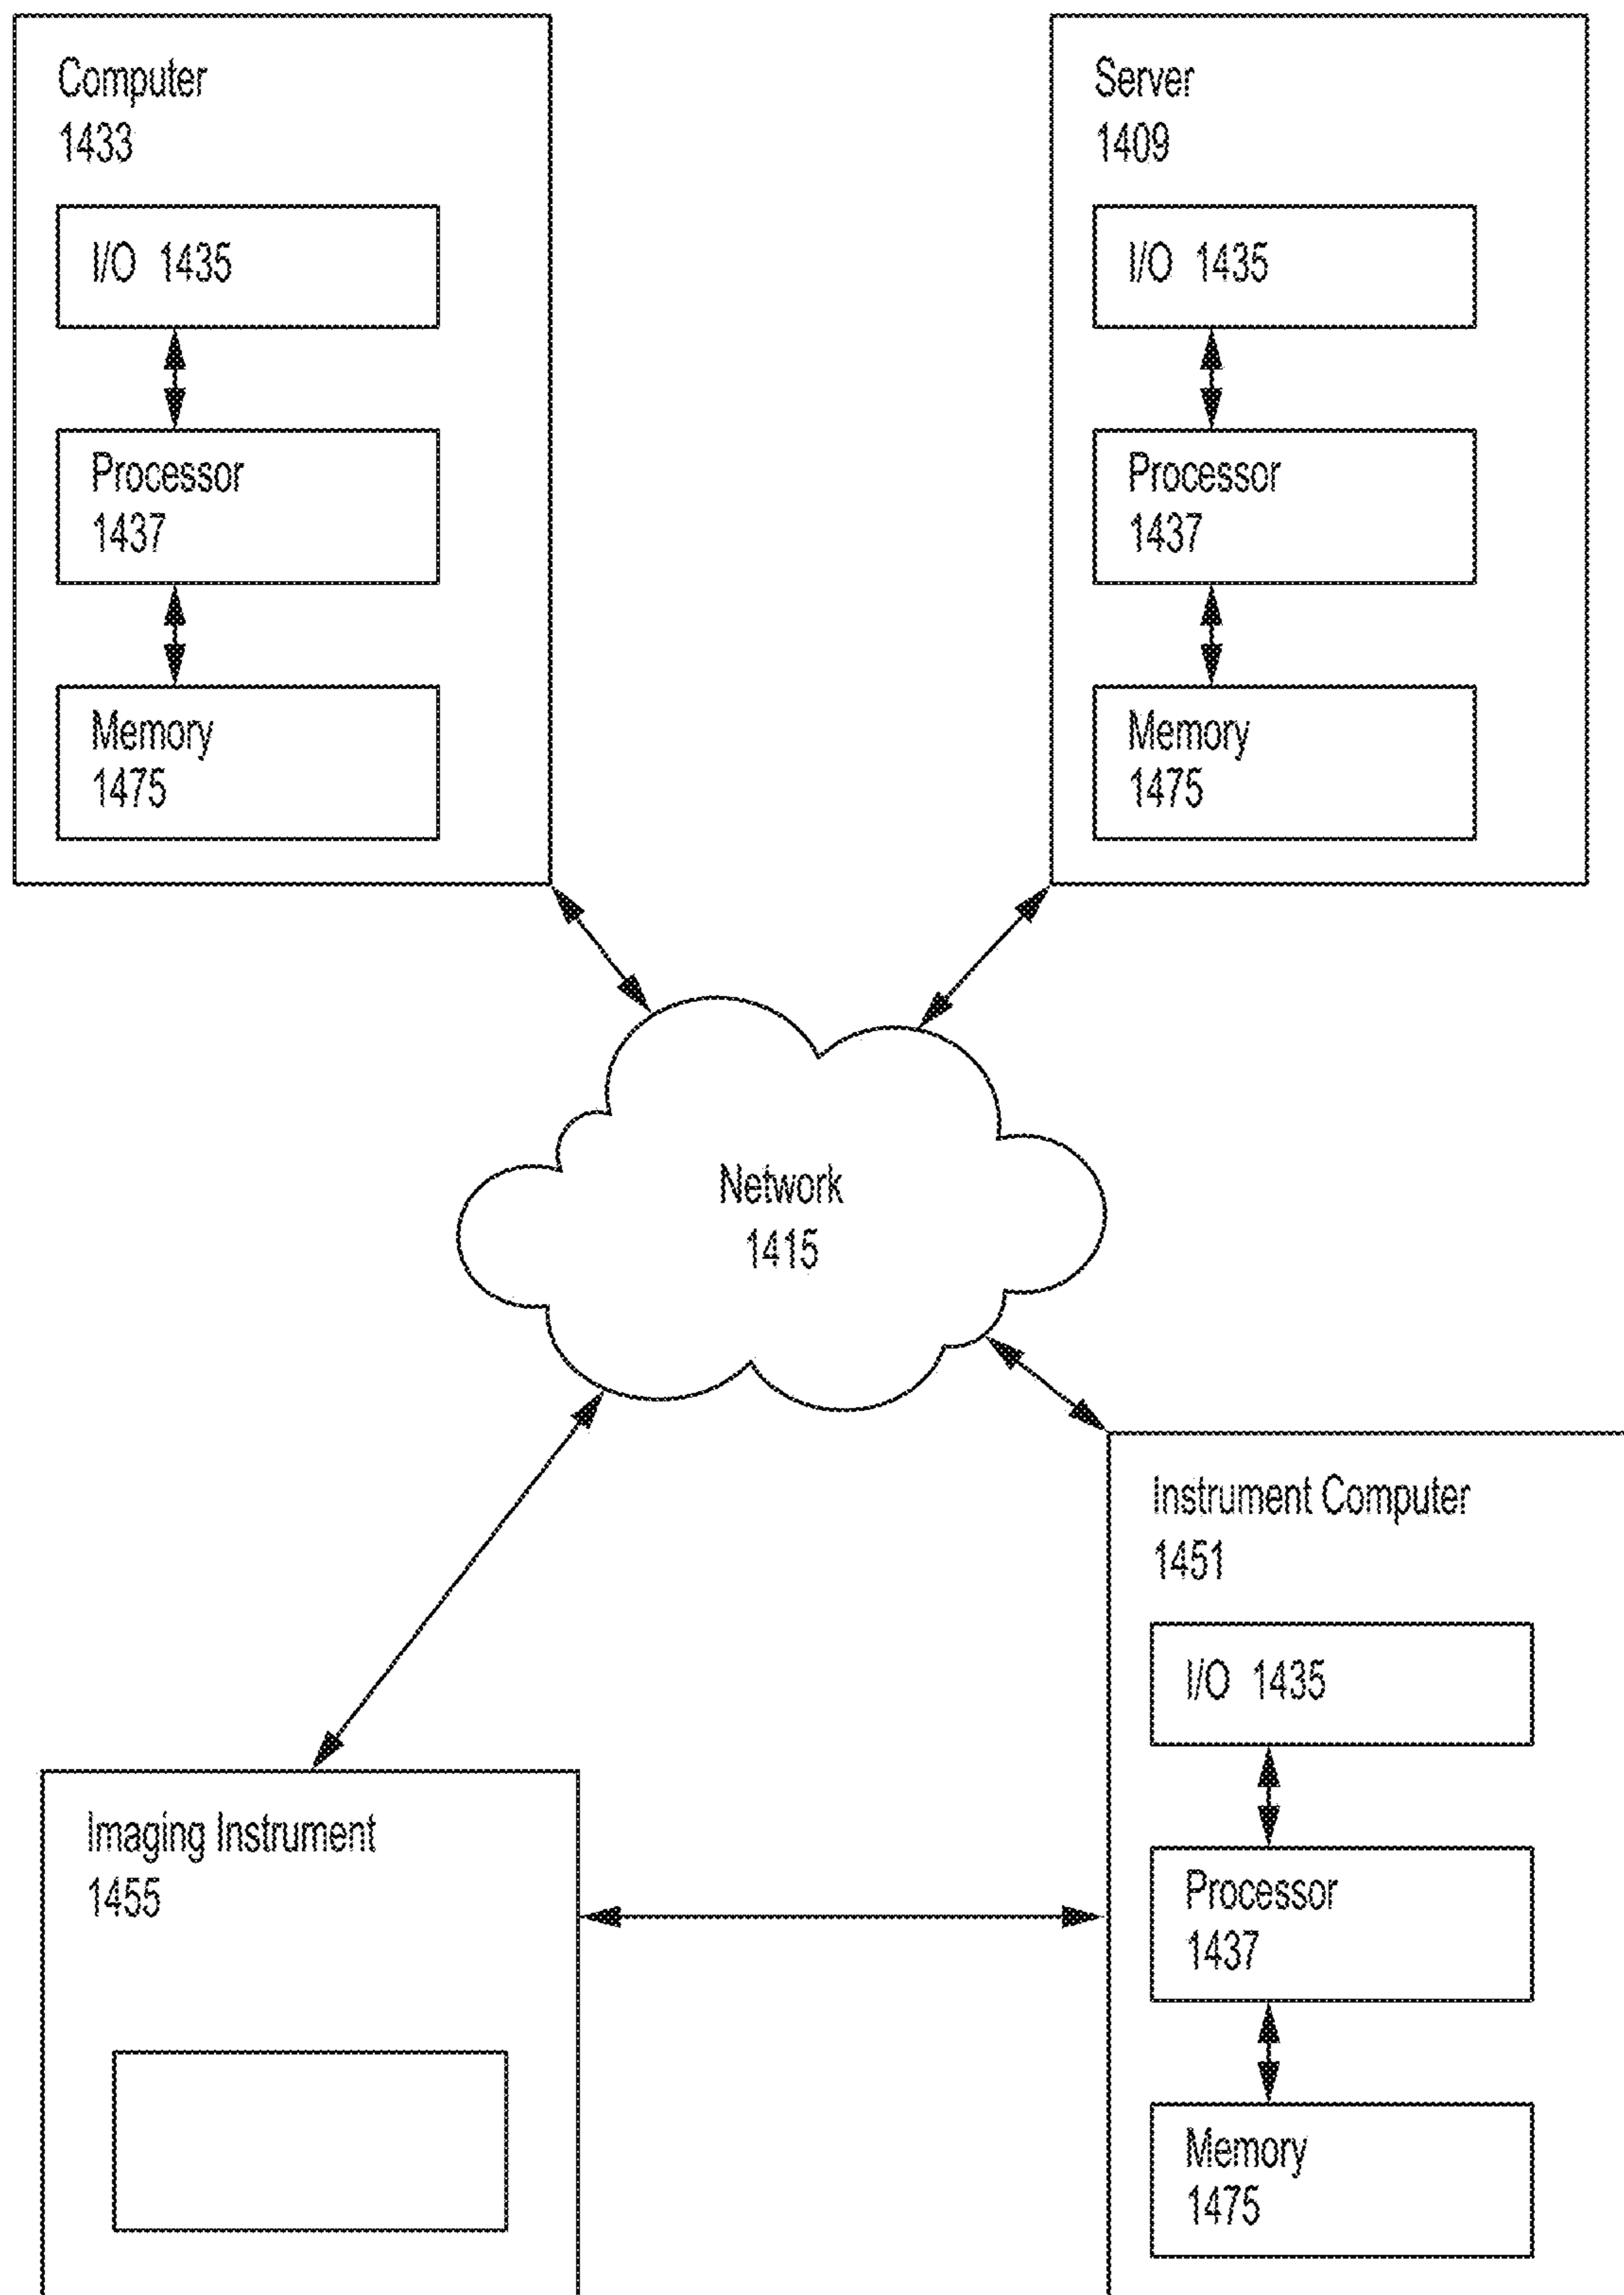 Computer
1433
I/O 1435
Processor
1437
Memory
1475
Server
1409
I/O 1435
Processor
1437
Memory
1475
Network
1415
Instrument Computer
1451
I/O 1435
Processor
1437
Memory
1475
Imaging Instrument
1455